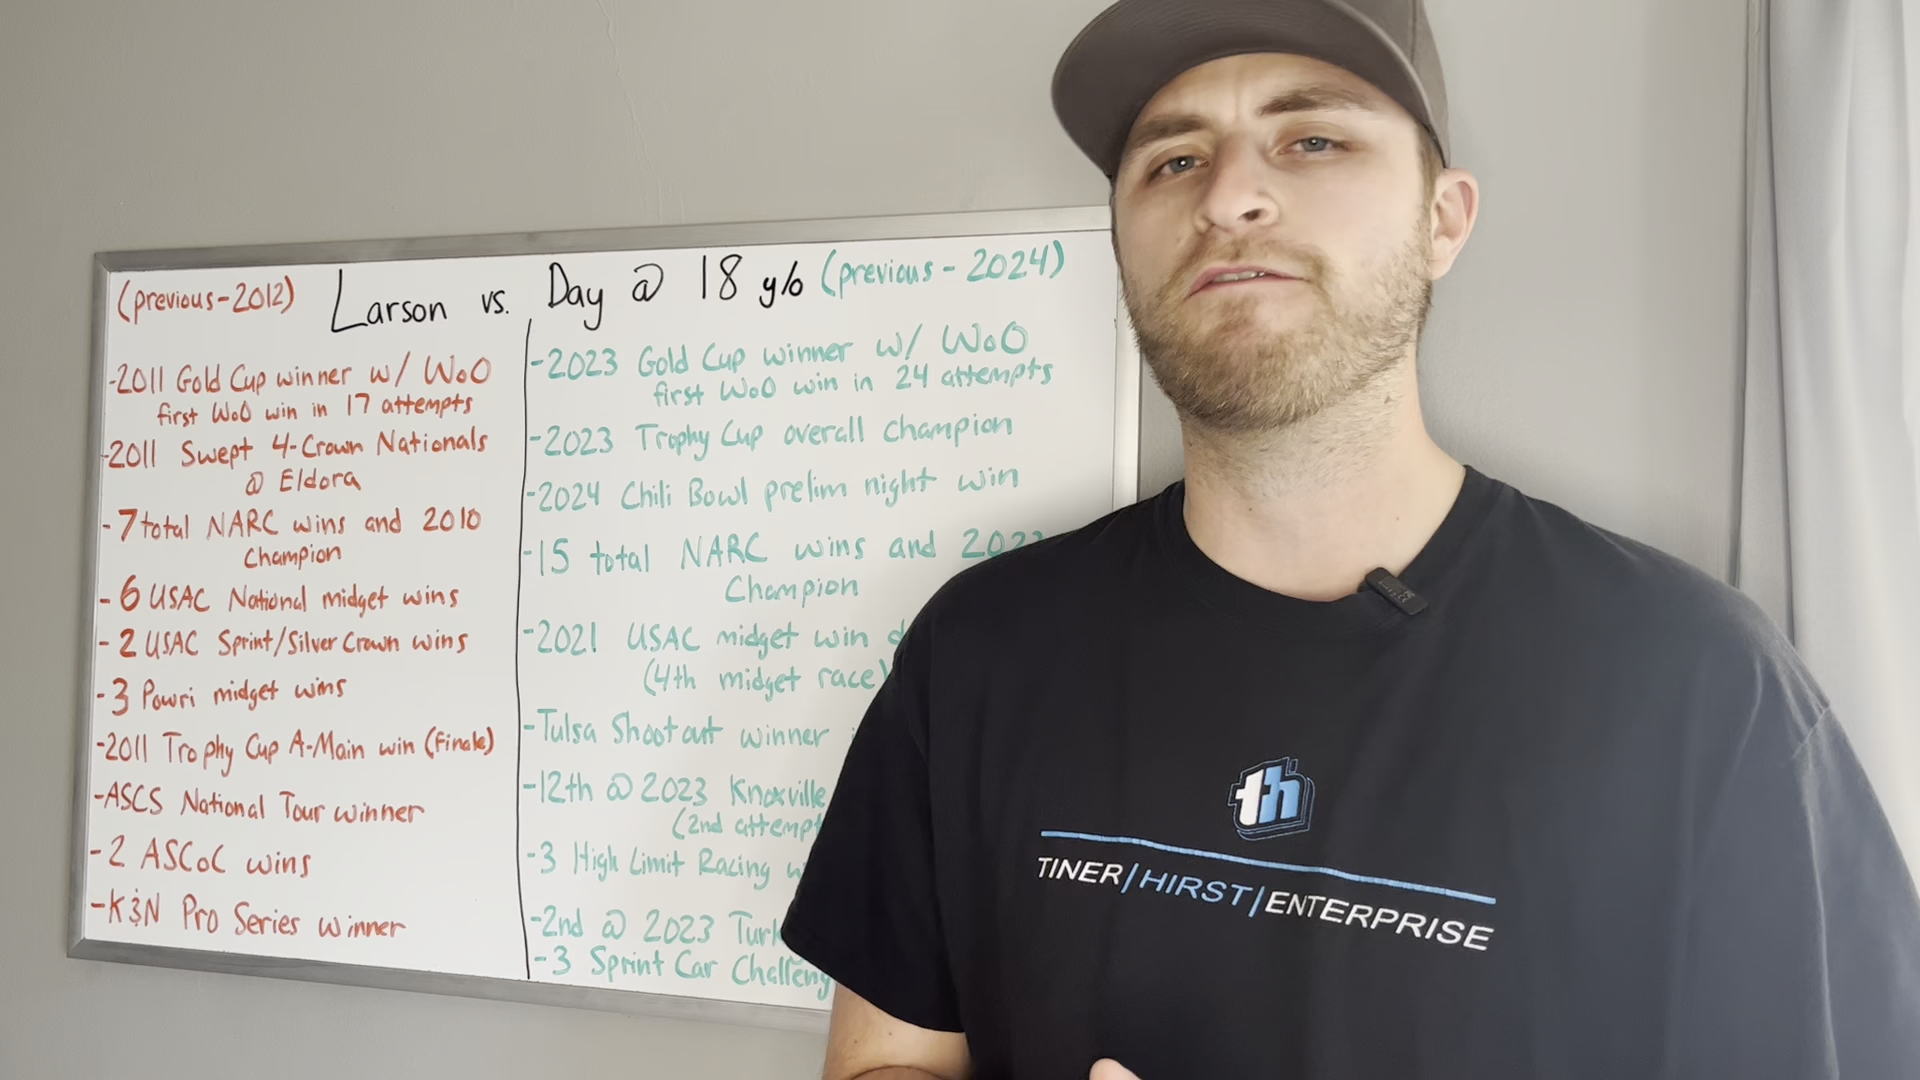 (previous-2012) Larson vs. Day @ 18 y/o (previous-2024)
-2011 Gold Cup winner w/ WoO
first WoO win in 17 attempts
-2011 Swept 4-Crown Nationals
@ Eldora
-7 total NARC wins and 2010
Champion
-6 USAC National midget wins
-2 USAC Sprint/Silver Crown wins
-3 Powri midget wins
-2011 Trophy Cup A-Main win (Finale)
-ASCS National Tour winner
-2 ASCoC wins
-K&N Pro Series winner
-2023 Gold Cup winner w/ WoO
first WoO win in 24 attempts
-2023 Trophy Cup overall champion
-2024 Chili Bowl prelim night win
-15 total NARC wins and
Champion
-2021 USAC midget win
(4th midget race)
-Tulsa Shootout winner
-12th @ 2023 Knoxville
(2nd attempt
-3 High Limit Racing
-2nd @ 2023
-3 Sprint Car
th
TINER/HIRST/ENTERPRISE